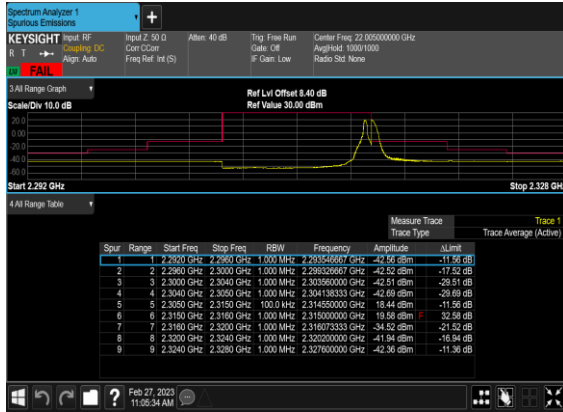 Spectrum Analyzer 1
Spurious Emissions
KEYSIGHT Input: RF Input Z: 50 Ω Atten: 40 dB Trig: Free Run Center Freq: 22.005000000 GHz
R T Coupling: DC Corr CCorr Gate: Off Avg|Hold: 1000/1000
Align: Auto Freq Ref: Int (S) IF Gain: Low Radio Std: None
FAIL
3 All Range Graph Ref Lvl Offset 8.40 dB
Scale/Div 10.0 dB Ref Value 30.00 dBm
20.0
0.00
-20.0
-40.0
-60.0
Start 2.292 GHz Stop 2.328 GHz
4 All Range Table
Measure Trace Trace 1
Trace Type Trace Average (Active)
Spur Range Start Freq Stop Freq RBW Frequency Amplitude ΔLimit
1 1 2.2920 GHz 2.2960 GHz 1.000 MHz 2.293546667 GHz -42.56 dBm -11.56 dB
2 2 2.2960 GHz 2.3000 GHz 1.000 MHz 2.299326667 GHz -42.52 dBm -17.52 dB
3 3 2.3000 GHz 2.3040 GHz 1.000 MHz 2.303560000 GHz -42.51 dBm -29.51 dB
4 4 2.3040 GHz 2.3050 GHz 1.000 MHz 2.304138333 GHz -42.69 dBm -29.69 dB
5 5 2.3050 GHz 2.3150 GHz 100.0 kHz 2.314550000 GHz 18.44 dBm -11.56 dB
6 6 2.3150 GHz 2.3160 GHz 1.000 MHz 2.315000000 GHz 19.58 dBm F 32.58 dB
7 7 2.3160 GHz 2.3200 GHz 1.000 MHz 2.316073333 GHz -34.52 dBm -21.52 dB
8 8 2.3200 GHz 2.3240 GHz 1.000 MHz 2.320200000 GHz -41.94 dBm -16.94 dB
9 9 2.3240 GHz 2.3280 GHz 1.000 MHz 2.327600000 GHz -42.36 dBm -11.36 dB
Feb 27, 2023
11:05:34 AM